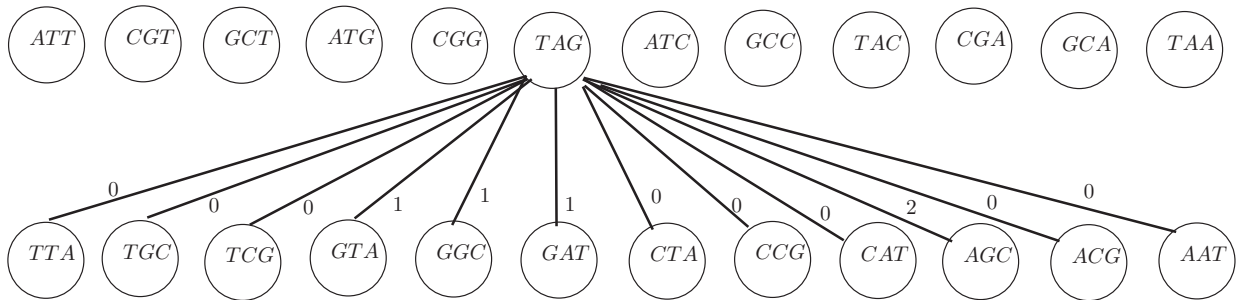 ATT CGT GCT ATG CGG TAG ATC GCC TAC CGA GCA TAA
0 0 0 1 1 1 0 0 0 2 0 0
TTA TGC TCG GTA GGC GAT CTA CCG CAT AGC ACG AAT